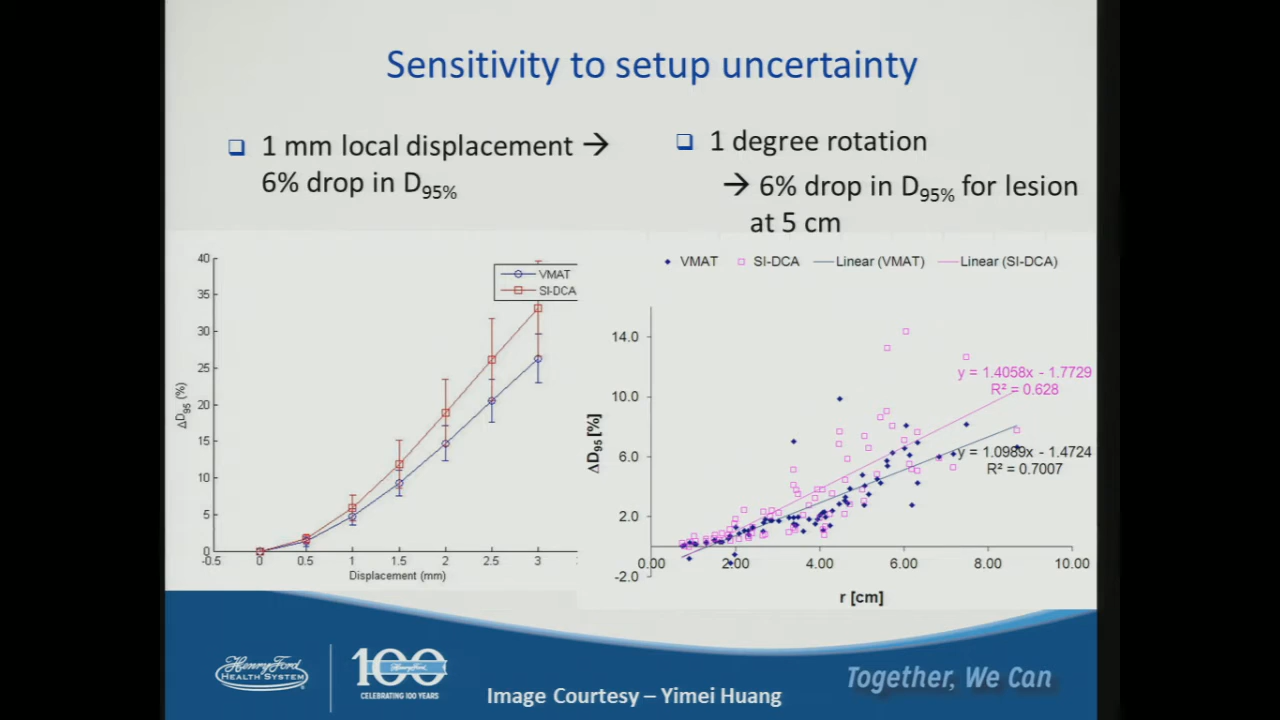 Sensitivity to setup uncertainty
❑ 1 mm local displacement →
6% drop in D95%
❑ 1 degree rotation
→ 6% drop in D95% for lesion
at 5 cm
40
35
30
25
20
15
10
5
0
ΔD95 (%)
VMAT
SI-DCA
-0.5 0 0.5 1 1.5 2 2.5 3
Displacement (mm)
VMAT SI-DCA Linear (VMAT) Linear (SI-DCA)
14.0
10.0
6.0
2.0
-2.0
ΔD95 [%]
y = 1.4058x - 1.7729
R² = 0.628
y = 1.0989x - 1.4724
R² = 0.7007
0.00 2.00 4.00 6.00 8.00 10.00
r [cm]
Henry Ford
HEALTH SYSTEM
100
Henry Ford
CELEBRATING 100 YEARS
Image Courtesy – Yimei Huang
Together, We Can